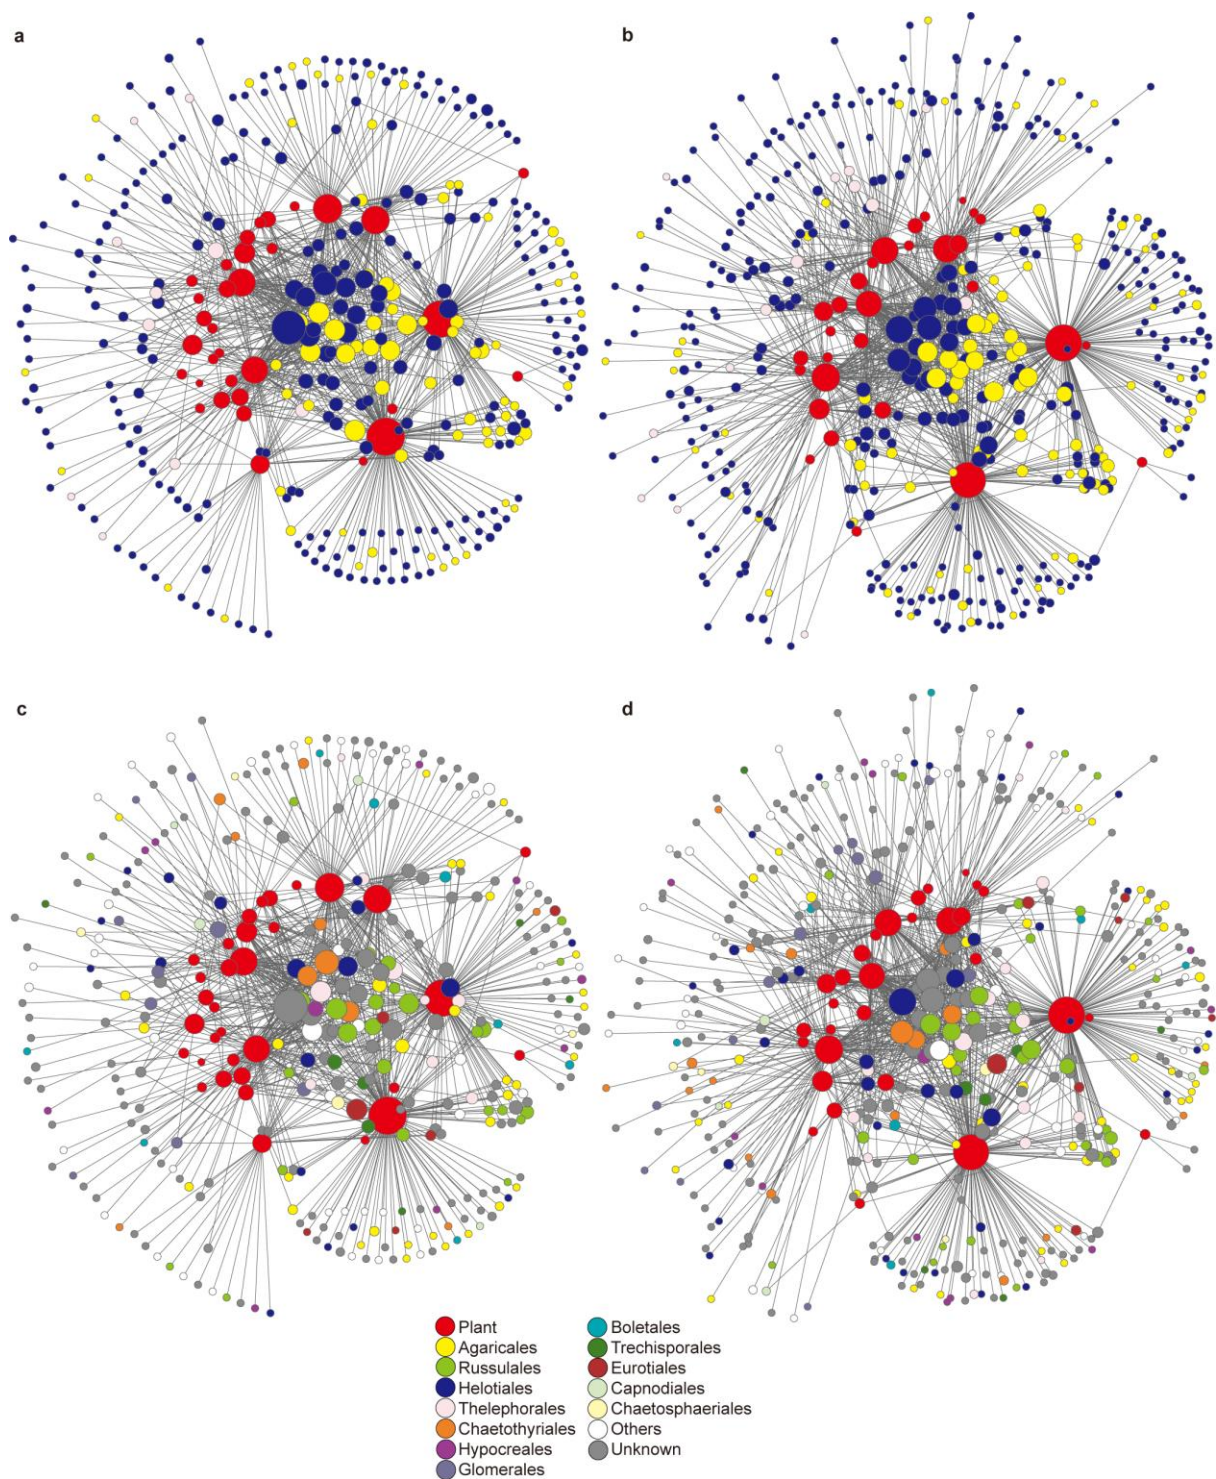 a
b
c
d
Plant
Agaricales
Russulales
Helotiales
Thelephorales
Chaetothyriales
Hypocreales
Glomerales
Boletales
Trechisporales
Eurotiales
Capnodiales
Chaetosphaeriales
Others
Unknown